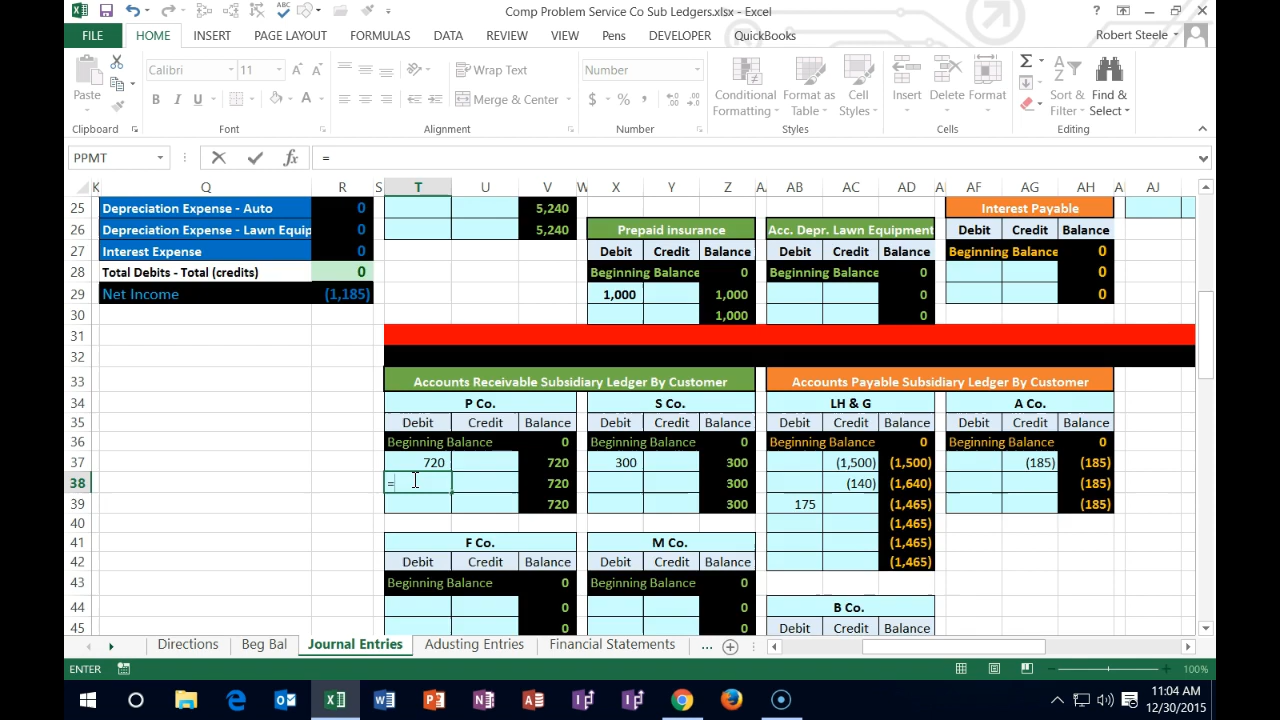 Comp Problem Service Co Sub Ledgers.xlsx - Excel
FILE HOME INSERT PAGE LAYOUT FORMULAS DATA REVIEW VIEW Pens DEVELOPER QuickBooks Robert Steele
Paste Calibri 11 Wrap Text Number Conditional Formatting Format as Table Cell Styles Insert Delete Format Sort & Filter Find & Select
B I U Merge & Center $ %
Clipboard Font Alignment Number Styles Cells Editing
PPMT fx =
K Q R S T U V W X Y Z AB AC AD AF AG AH AJ
25 Depreciation Expense - Auto 0 5,240 Interest Payable
26 Depreciation Expense - Lawn Equip 0 5,240 Prepaid insurance Acc. Depr. Lawn Equipment Debit Credit Balance
27 Interest Expense 0 Debit Credit Balance Debit Credit Balance Beginning Balance 0
28 Total Debits - Total (credits) 0 Beginning Balance 0 Beginning Balance 0 0
29 Net Income (1,185) 1,000 1,000 0 0
30 1,000 0
31
32
33 Accounts Receivable Subsidiary Ledger By Customer Accounts Payable Subsidiary Ledger By Customer
34 P Co. S Co. LH & G A Co.
35 Debit Credit Balance Debit Credit Balance Debit Credit Balance Debit Credit Balance
36 Beginning Balance 0 Beginning Balance 0 Beginning Balance 0 Beginning Balance 0
37 720 720 300 300 (1,500) (1,500) (185) (185)
38 = 720 300 (140) (1,640) (185)
39 720 300 175 (1,465) (185)
40 (1,465)
41 F Co. M Co. (1,465)
42 Debit Credit Balance Debit Credit Balance (1,465)
43 Beginning Balance 0 Beginning Balance 0
44 0 0 B Co.
45 0 0 Debit Credit Balance
Directions Beg Bal Journal Entries Adusting Entries Financial Statements ...
ENTER 100%
11:04 AM
12/30/2015